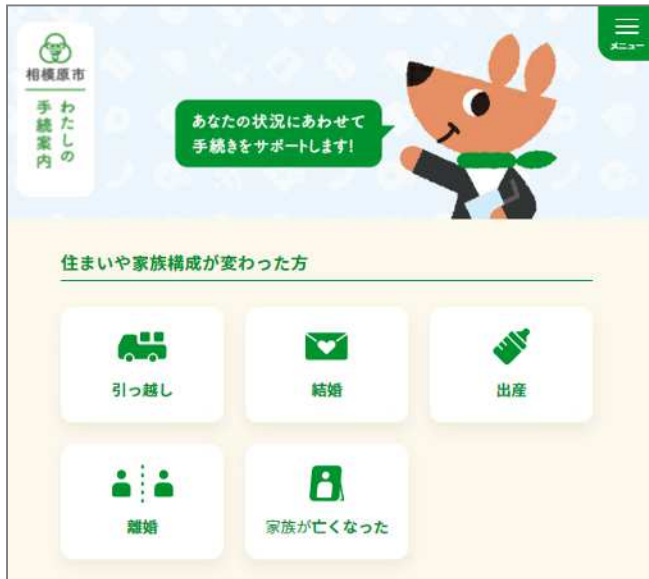 相模原市
わたしの
手続案内
メニュー
あなたの状況にあわせて
手続きをサポートします!
住まいや家族構成が変わった方
引っ越し
結婚
出産
離婚
家族が亡くなった